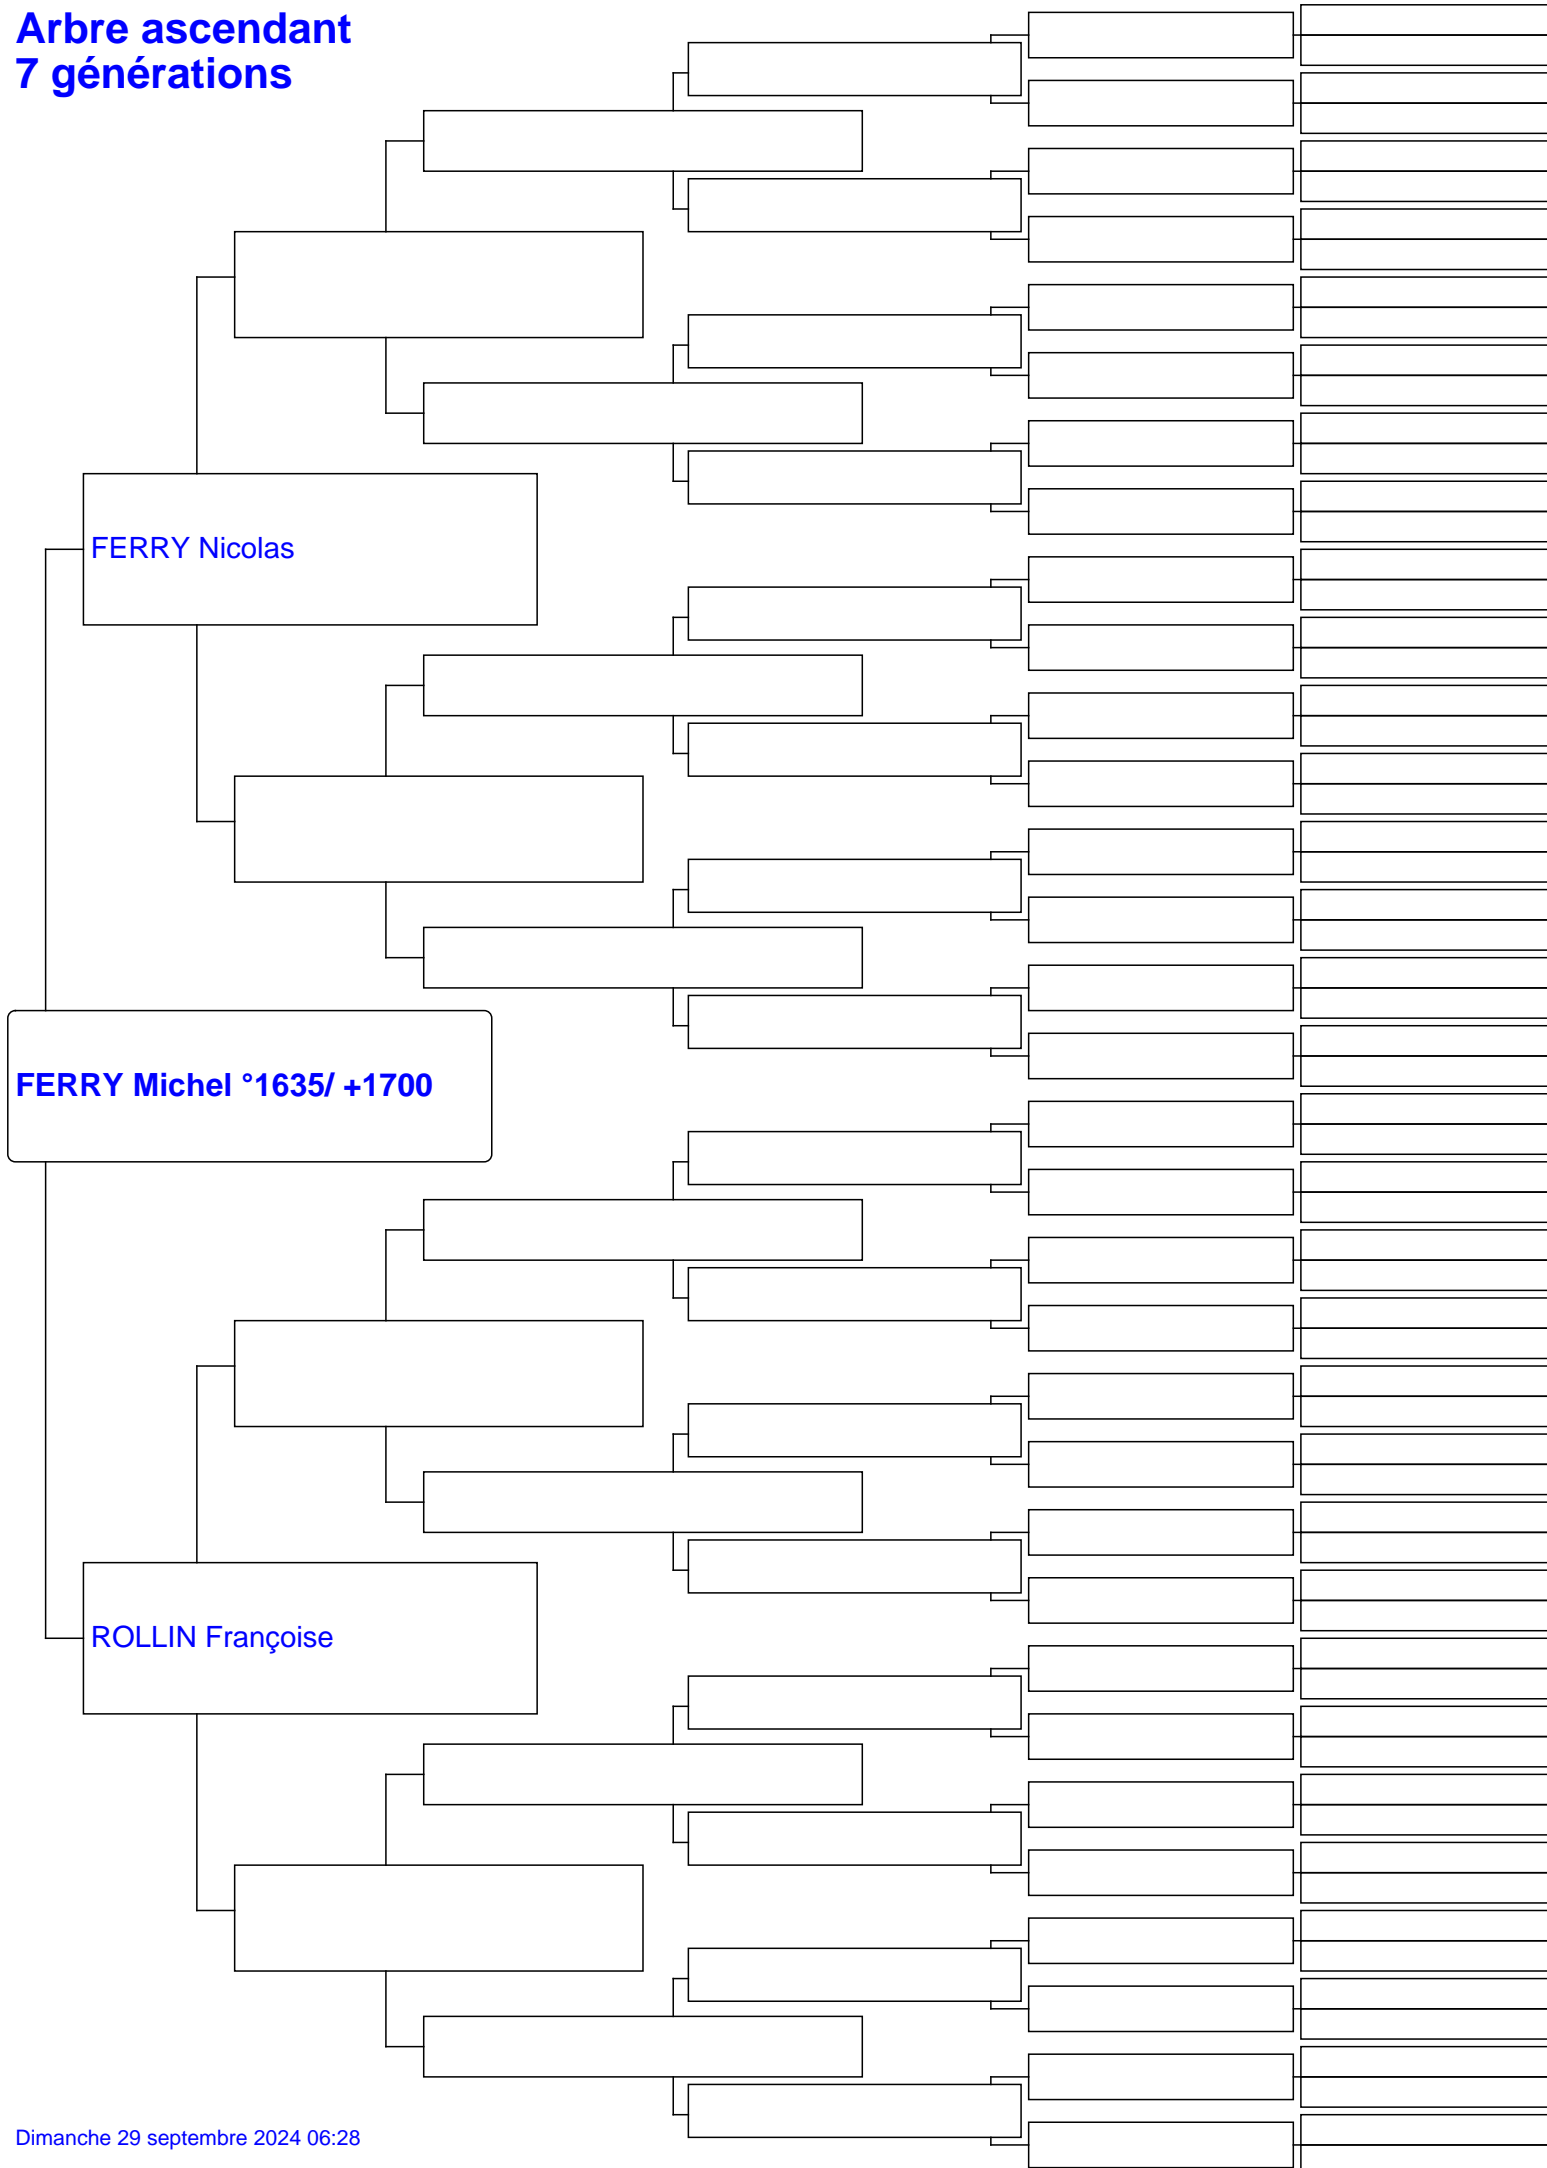 Arbre ascendant
7 générations
FERRY Nicolas
FERRY Michel °1635/ +1700
ROLLIN Françoise
Dimanche 29 septembre 2024 06:28